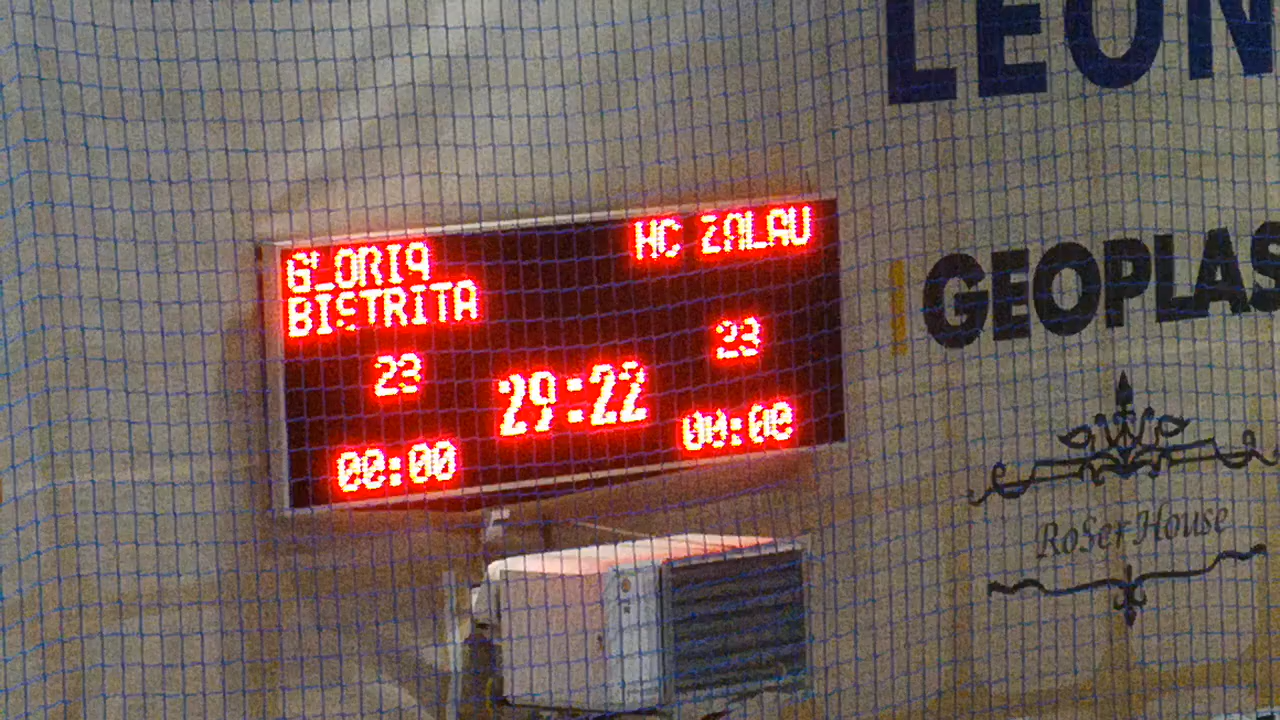 LEON
GLORIA
BISTRITA
HC ZALAU
23
23
29:22
00:00
00:00
GEOPLAS
RoSer House